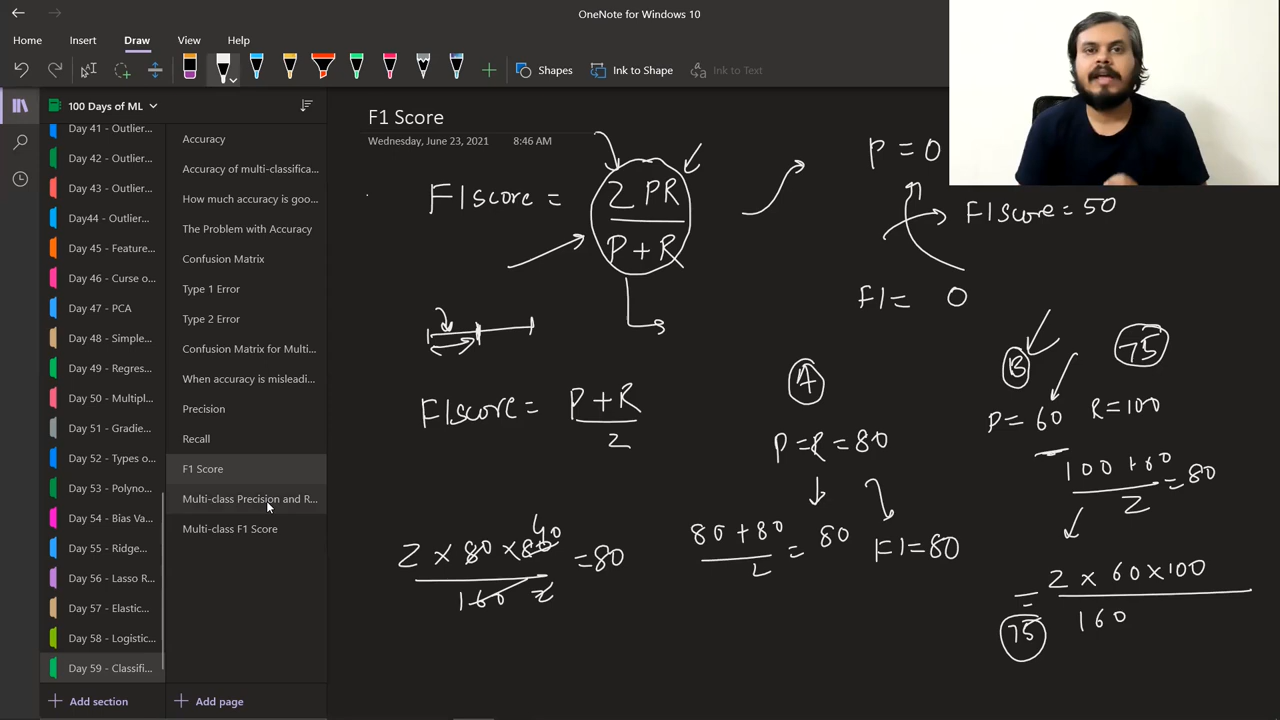 OneNote for Windows 10
Home
Insert
Draw
View
Help
Shapes
Ink to Shape
Ink to Text
100 Days of ML
Day 41 - Outlier...
Day 42 - Outlier...
Day 43 - Outlier...
Day44 - Outlier...
Day 45 - Feature...
Day 46 - Curse o...
Day 47 - PCA
Day 48 - Simple...
Day 49 - Regres...
Day 50 - Multipl...
Day 51 - Gradie...
Day 52 - Types o...
Day 53 - Polyno...
Day 54 - Bias Va...
Day 55 - Ridge...
Day 56 - Lasso R...
Day 57 - Elastic...
Day 58 - Logistic...
Day 59 - Classifi...
Add section
Accuracy
Accuracy of multi-classifica...
How much accuracy is goo...
The Problem with Accuracy
Confusion Matrix
Type 1 Error
Type 2 Error
Confusion Matrix for Multi...
When accuracy is misleadi...
Precision
Recall
F1 Score
Multi-class Precision and R...
Multi-class F1 Score
Add page
F1 Score
Wednesday, June 23, 2021 8:46 AM
F1score = 2 PR
P + R
P = 0
F1score = 50
F1 = 0
F1score = P + R
2
A
P = R = 80
B
75
P = 60 R = 100
100 + 60
2
= 80
40
2 × 80 × 80 = 80
160 2
80 + 80 = 80
2
F1 = 80
= 2 × 60 × 100
160
75